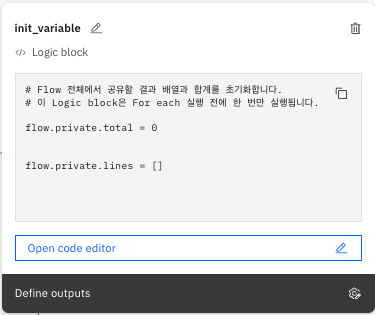 init_variable
</> Logic block
# Flow 전체에서 공유할 결과 배열과 합계를 초기화합니다.
# 이 Logic block은 For each 실행 전에 한 번만 실행됩니다.
flow.private.total = 0
flow.private.lines = []
Open code editor
Define outputs